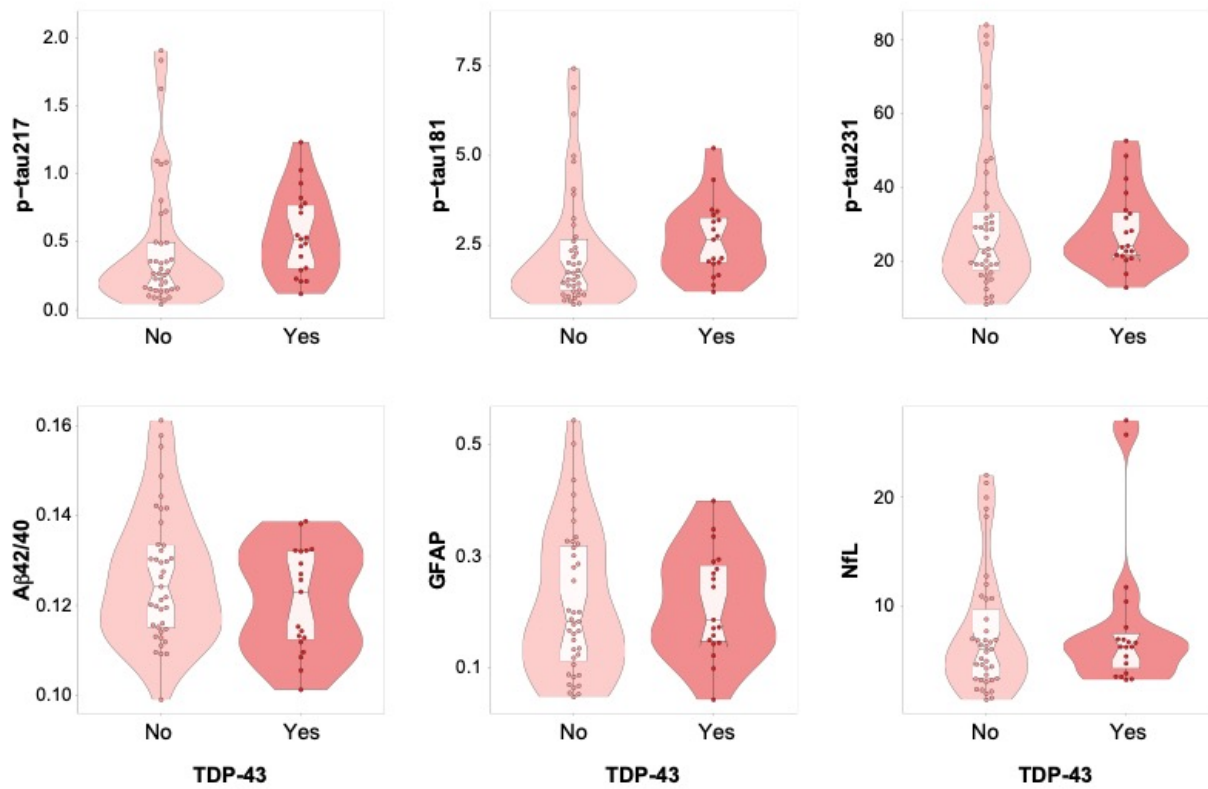 p-tau217
2.0
1.5
1.0
0.5
0.0
No Yes
p-tau181
7.5
5.0
2.5
No Yes
p-tau231
80
60
40
20
No Yes
Aβ42/40
0.16
0.14
0.12
0.10
No Yes
TDP-43
GFAP
0.5
0.3
0.1
No Yes
TDP-43
NfL
20
10
No Yes
TDP-43